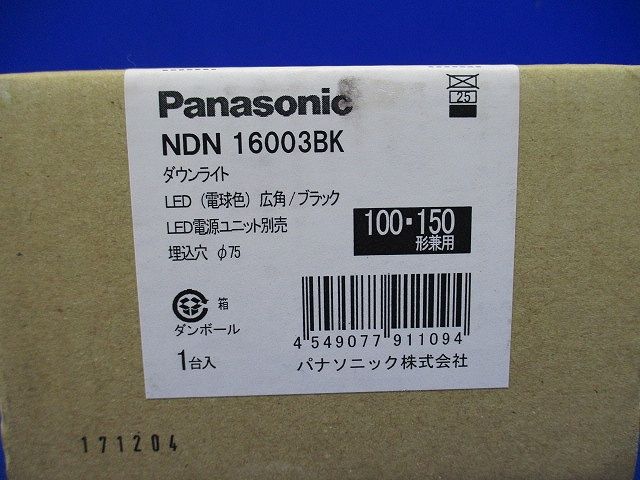 Panasonic
25
NDN 16003BK
ダウンライト
LED（電球色）広角/ブラック
LED電源ユニット別売
埋込穴 φ75
100・150
形兼用
箱
ダンボール
1台入
4 549077 911094
パナソニック株式会社
171204